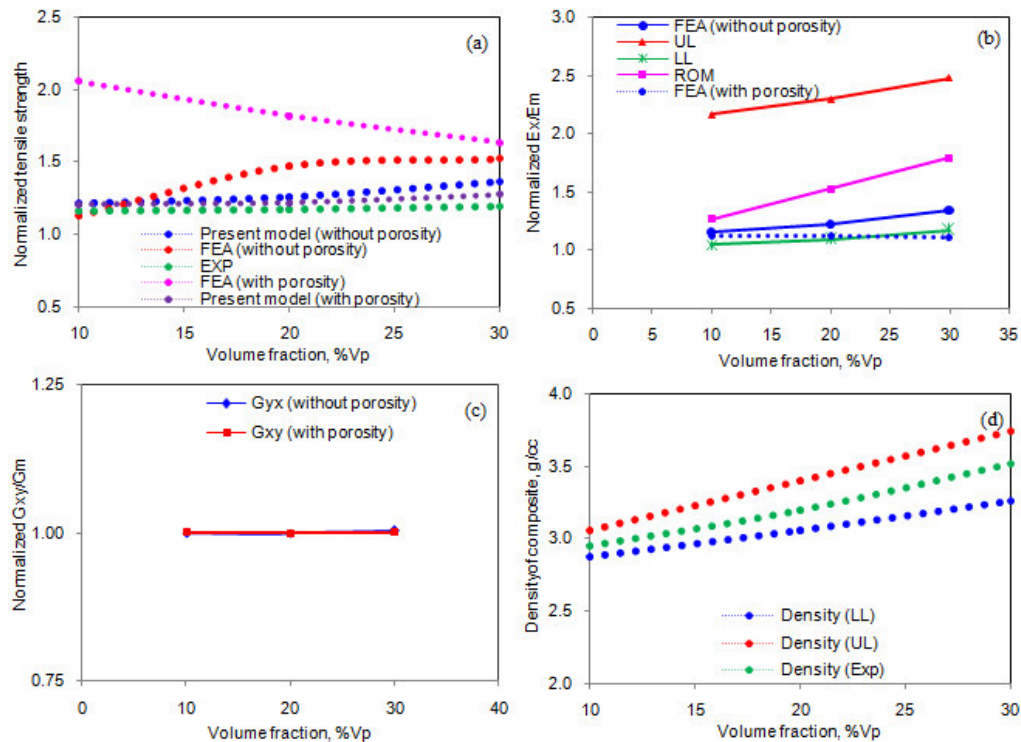 2.5
2.0
1.5
1.0
0.5
Normalized tensile strength
(a)
Present model (without porosity)
FEA (without porosity)
EXP
FEA (with porosity)
Present model (with porosity)
10 15 20 25 30
Volume fraction, %Vp
3.0
2.5
2.0
1.5
1.0
0.5
Normalized Ex/Em
FEA (without porosity)
UL
LL
ROM
FEA (with porosity)
(b)
0 5 10 15 20 25 30 35
Volume fraction, %Vp
1.25
1.00
0.75
Normalized Gxy/Gm
Gyx (without porosity)
Gxy (with porosity)
(c)
0 10 20 30 40
Volume fraction, %Vp
4.0
3.5
3.0
2.5
2.0
Density of composite, g/cc
(d)
Density (LL)
Density (UL)
Density (Exp)
10 15 20 25 30
Volume fraction, %Vp